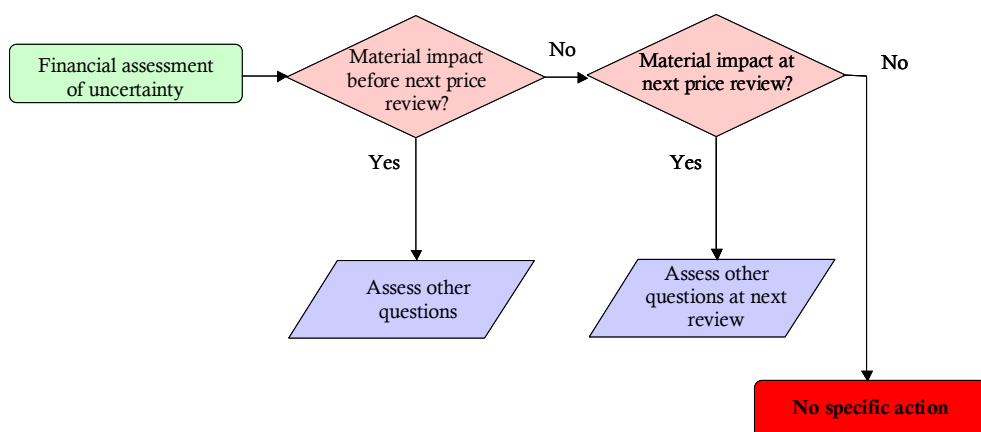 Financial assessment
of uncertainty
Material impact
before next price
review?
No
Material impact at
next price review?
No
Yes
Yes
Assess other
questions
Assess other
questions at next
review
No specific action